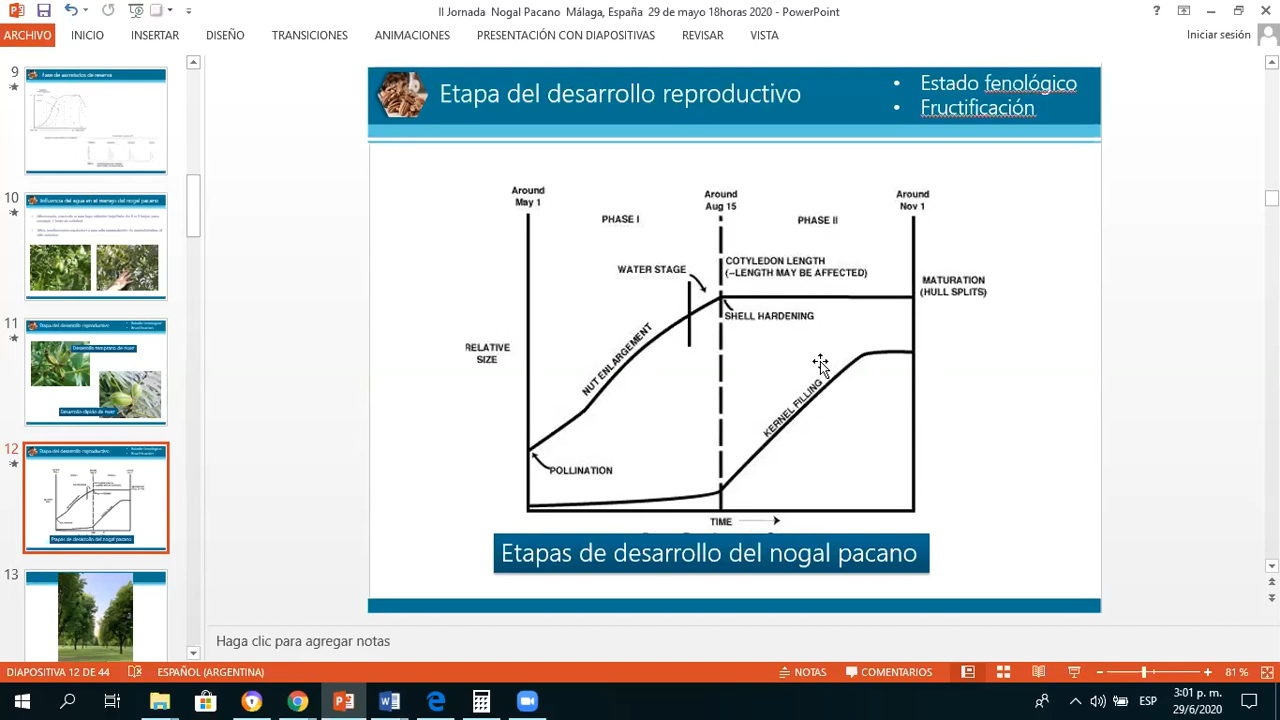 II Jornada Nogal Pacano Málaga, España 29 de mayo 18horas 2020 - PowerPoint
ARCHIVO INICIO INSERTAR DISEÑO TRANSICIONES ANIMACIONES PRESENTACIÓN CON DIAPOSITIVAS REVISAR VISTA Iniciar sesión
9
Fase de asimilados de reserva
10
Influencia del agua en el manejo del nogal pacano
11
Etapa del desarrollo reproductivo
• Estado fenológico
• Fructificación
Desarrollo temprano de nuez
Desarrollo rápido de nuez
12
Etapa del desarrollo reproductivo
• Estado fenológico
• Fructificación
Etapas de desarrollo del nogal pacano
13
Etapa del desarrollo reproductivo
• Estado fenológico
• Fructificación
Around
May 1
Around
Aug 15
Around
Nov 1
PHASE I
PHASE II
WATER STAGE
COTYLEDON LENGTH
(~LENGTH MAY BE AFFECTED)
MATURATION
(HULL SPLITS)
SHELL HARDENING
RELATIVE
SIZE
NUT ENLARGEMENT
KERNEL FILLING
POLLINATION
TIME
Etapas de desarrollo del nogal pacano
Haga clic para agregar notas
DIAPOSITIVA 12 DE 44 ESPAÑOL (ARGENTINA) NOTAS COMENTARIOS 81 %
ESP
3:01 p. m.
29/6/2020